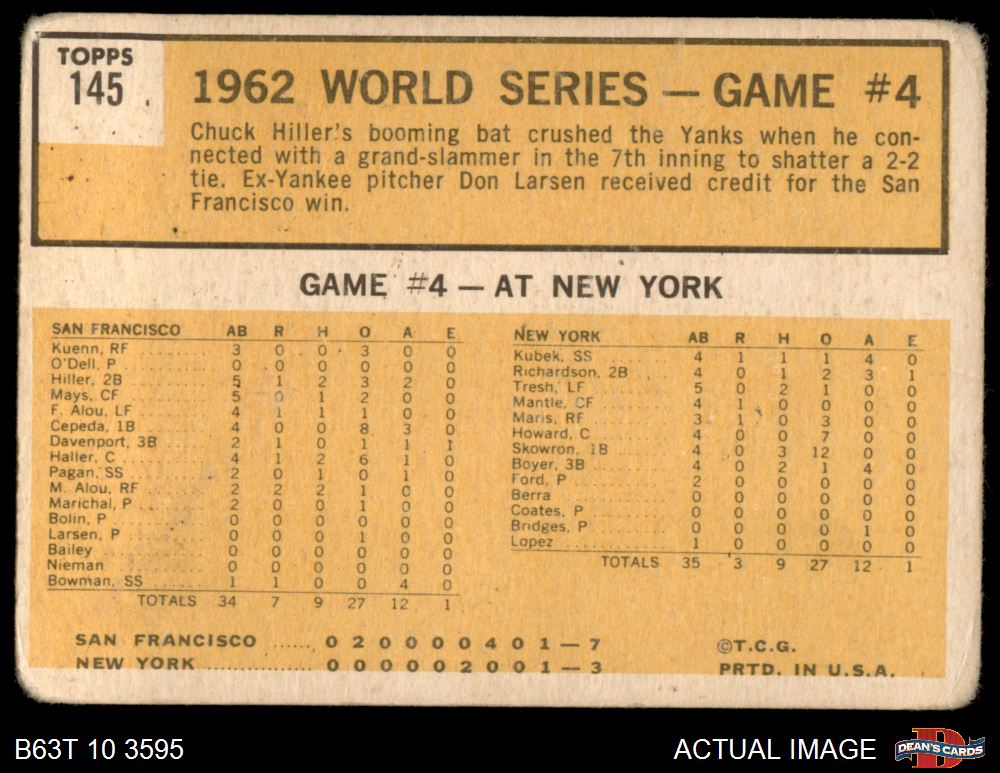 TOPPS
145
1962 WORLD SERIES — GAME #4
Chuck Hiller's booming bat crushed the Yanks when he con-
nected with a grand-slammer in the 7th inning to shatter a 2-2
tie. Ex-Yankee pitcher Don Larsen received credit for the San
Francisco win.
GAME #4 — AT NEW YORK
SAN FRANCISCO AB R H O A E
Kuenn, RF 3 0 0 3 0 0
O'Dell, P 0 0 0 0 0 0
Hiller, 2B 5 1 2 3 2 0
Mays, CF 5 0 1 2 0 0
F. Alou, LF 4 1 1 1 0 0
Cepeda, 1B 4 0 0 8 3 0
Davenport, 3B 2 1 0 1 1 1
Haller, C 4 1 2 6 1 0
Pagan, SS 2 0 1 0 1 0
M. Alou, RF 2 2 2 1 0 0
Marichal, P 2 0 0 1 0 0
Bolin, P 0 0 0 0 0 0
Larsen, P 0 0 0 1 0 0
Bailey 0 0 0 0 0 0
Nieman 0 0 0 0 0 0
Bowman, SS 1 1 0 0 4 0
TOTALS 34 7 9 27 12 1
NEW YORK AB R H O A E
Kubek, SS 4 1 1 1 4 0
Richardson, 2B 4 0 1 2 3 1
Tresh, LF 5 0 2 1 0 0
Mantle, CF 4 1 0 0 0 0
Maris, RF 3 1 0 3 0 0
Howard, C 4 0 0 7 0 0
Skowron, 1B 4 0 3 12 0 0
Boyer, 3B 4 0 2 1 4 0
Ford, P 2 0 0 0 0 0
Berra 0 0 0 0 0 0
Coates, P 0 0 0 0 0 0
Bridges, P 0 0 0 0 1 0
Lopez 1 0 0 0 0 0
TOTALS 35 3 9 27 12 1
SAN FRANCISCO ...... 0 2 0 0 0 0 4 0 1 — 7
NEW YORK ............ 0 0 0 0 0 2 0 0 1 — 3
©T.C.G.
PRTD. IN U.S.A.
B63T 10 3595
ACTUAL IMAGE
D
DEAN'S CARDS